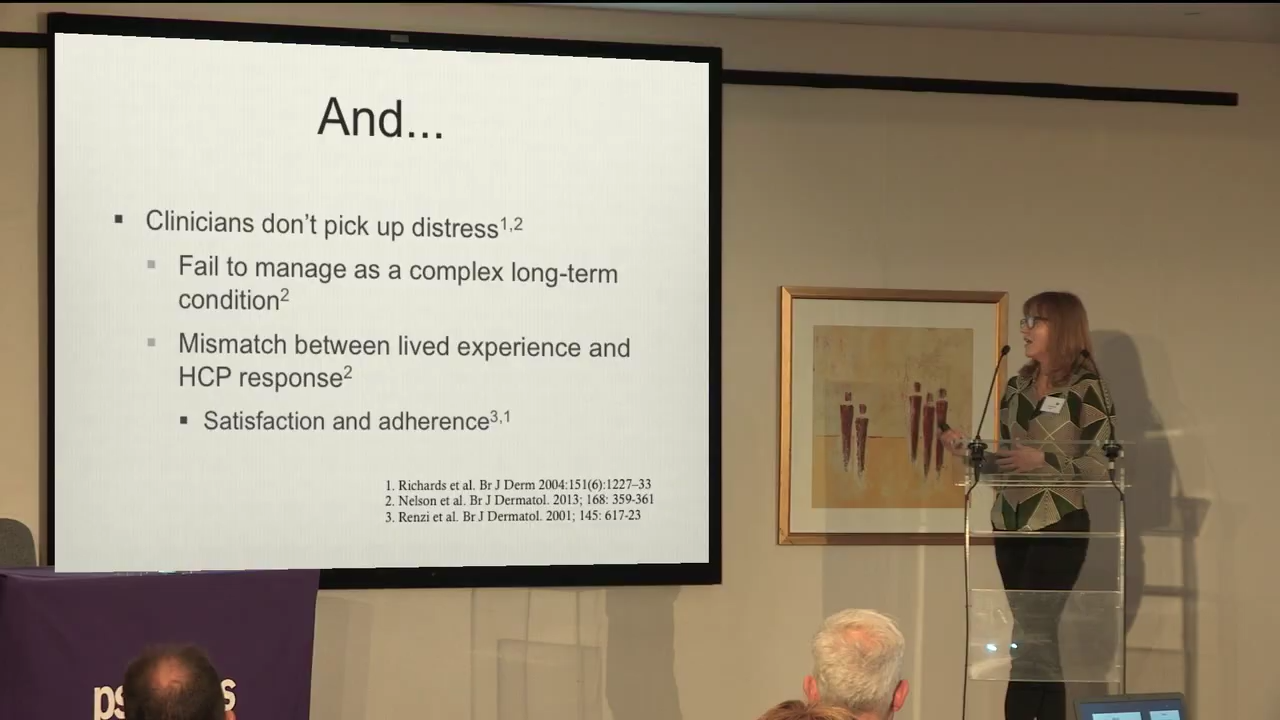 And...
Clinicians don't pick up distress1,2
Fail to manage as a complex long-term
condition2
Mismatch between lived experience and
HCP response2
Satisfaction and adherence3,1
1. Richards et al. Br J Derm 2004:151(6):1227–33
2. Nelson et al. Br J Dermatol. 2013; 168: 359-361
3. Renzi et al. Br J Dermatol. 2001; 145: 617-23